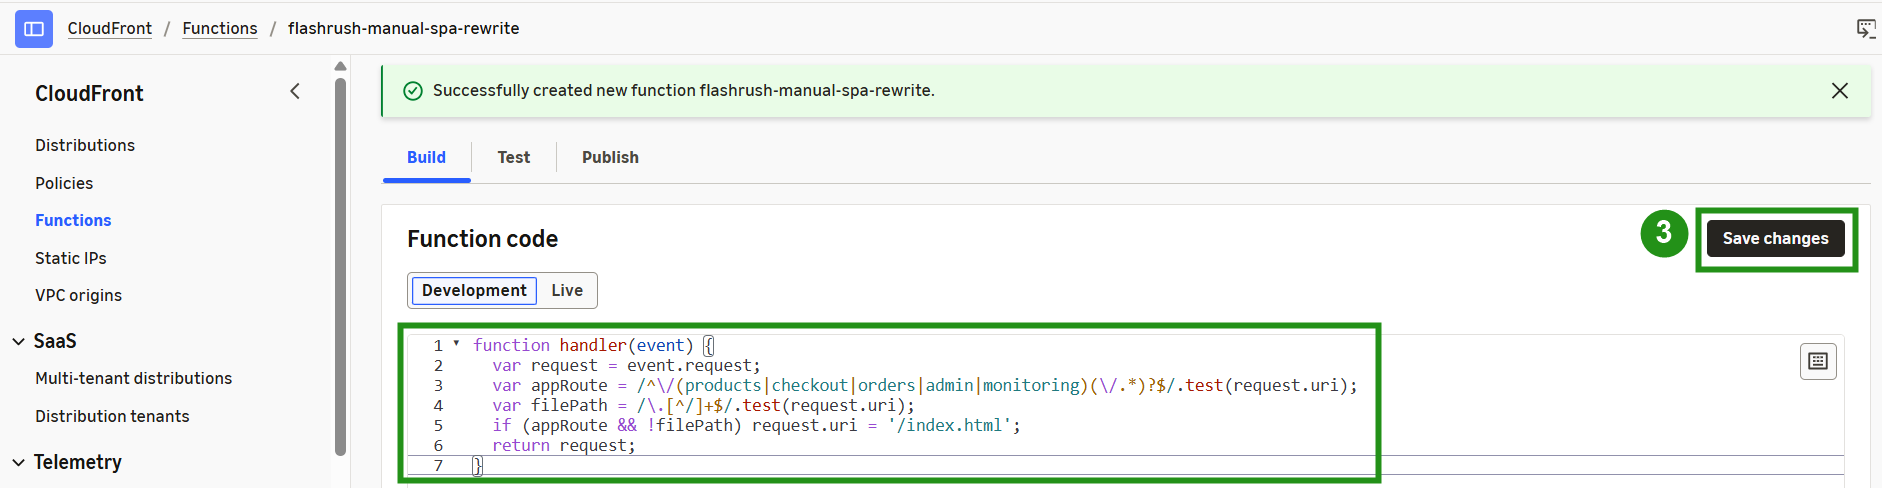 CloudFront / Functions / flashrush-manual-spa-rewrite
CloudFront
Distributions
Policies
Functions
Static IPs
VPC origins
SaaS
Multi-tenant distributions
Distribution tenants
Telemetry
Successfully created new function flashrush-manual-spa-rewrite.
Build Test Publish
Function code
3 Save changes
Development Live
1 function handler(event) {
2 var request = event.request;
3 var appRoute = /^\/(products|checkout|orders|admin|monitoring)(\/.*)?$/.test(request.uri);
4 var filePath = /\.[^/]+$/.test(request.uri);
5 if (appRoute && !filePath) request.uri = '/index.html';
6 return request;
7 }